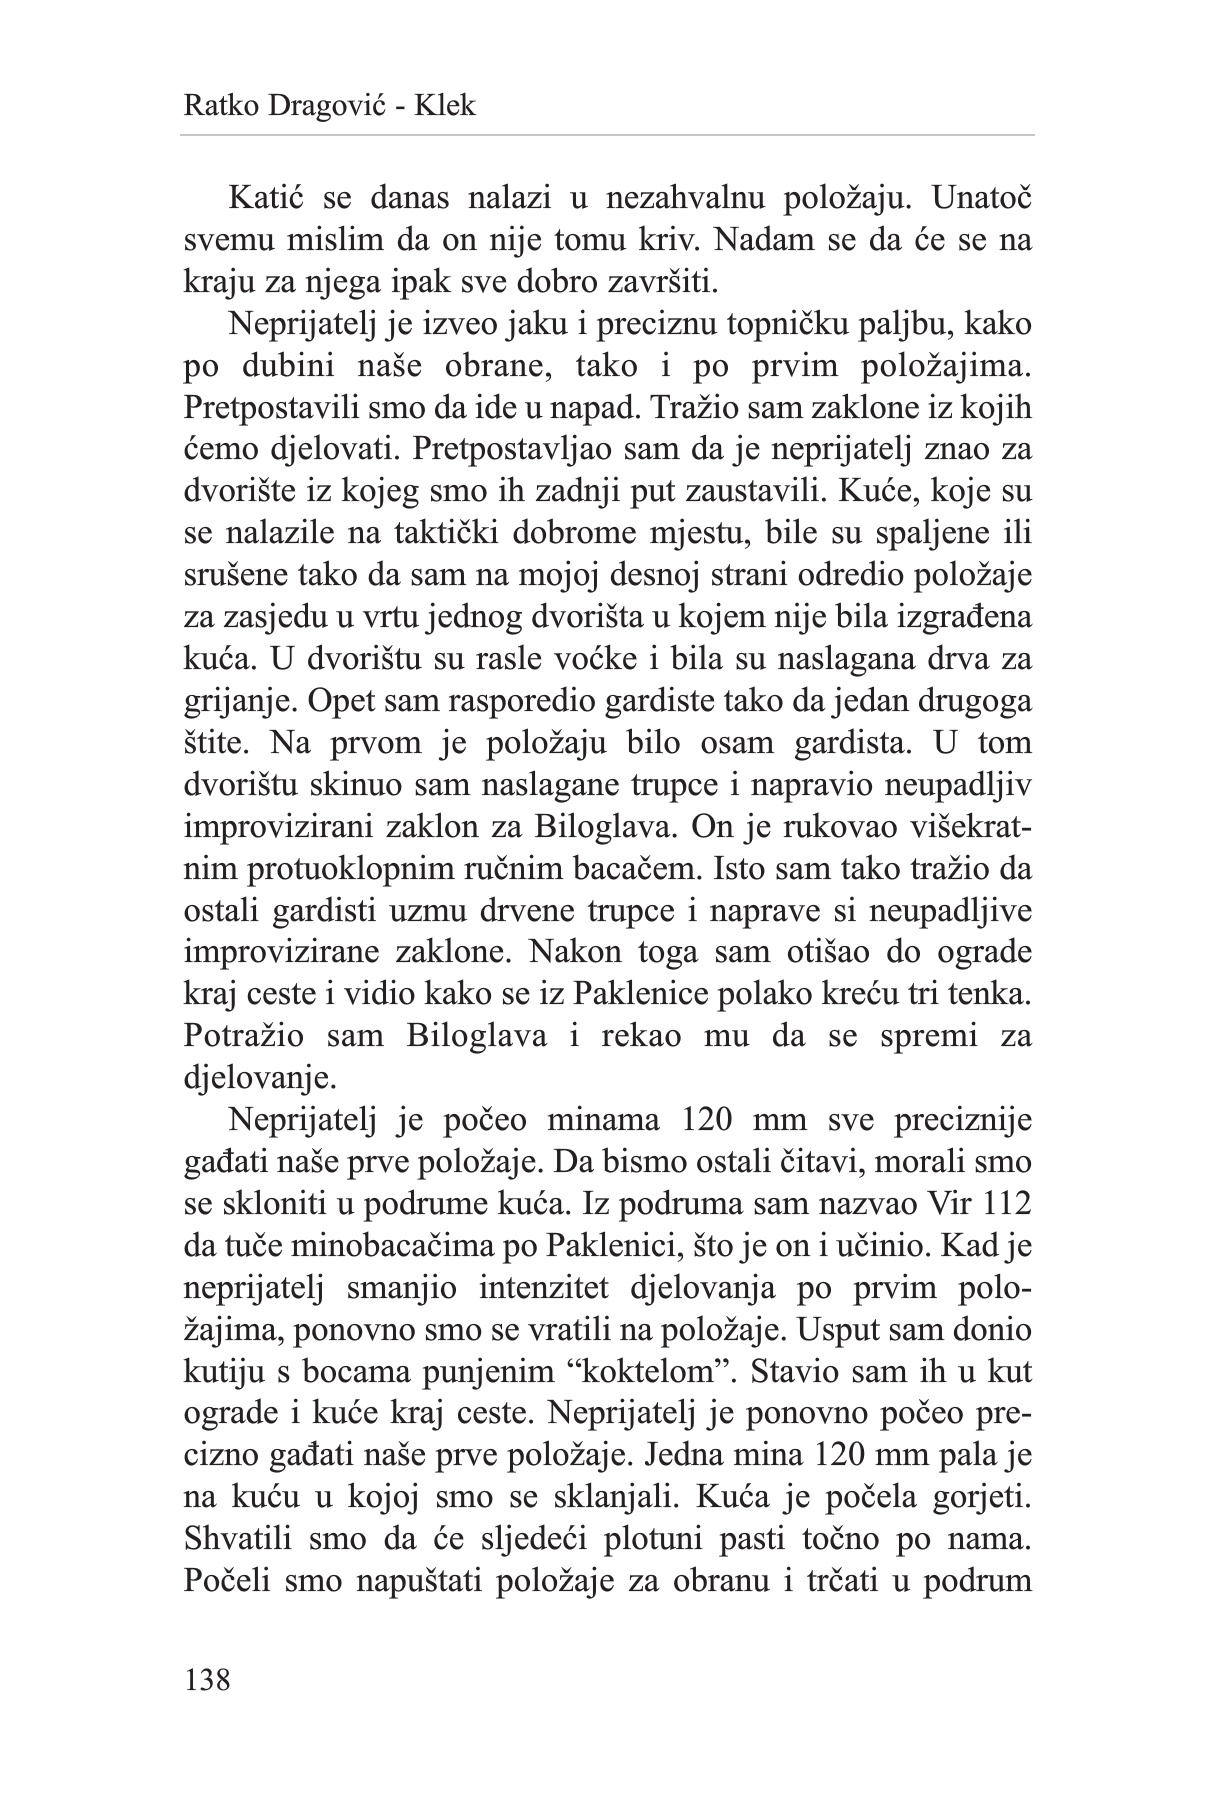 Ratko Dragović - Klek
Katić se danas nalazi u nezahvalnu položaju. Unatoč
svemu mislim da on nije tomu kriv. Nadam se da će se na
kraju za njega ipak sve dobro završiti.
Neprijatelj je izveo jaku i preciznu topničku paljbu, kako
po dubini naše obrane, tako i po prvim položajima.
Pretpostavili smo da ide u napad. Tražio sam zaklone iz kojih
ćemo djelovati. Pretpostavljao sam da je neprijatelj znao za
dvorište iz kojeg smo ih zadnji put zaustavili. Kuće, koje su
se nalazile na taktički dobrome mjestu, bile su spaljene ili
srušene tako da sam na mojoj desnoj strani odredio položaje
za zasjedu u vrtu jednog dvorišta u kojem nije bila izgrađena
kuća. U dvorištu su rasle voćke i bila su naslagana drva za
grijanje. Opet sam rasporedio gardiste tako da jedan drugoga
štite. Na prvom je položaju bilo osam gardista. U tom
dvorištu skinuo sam naslagane trupce i napravio neupadljiv
improvizirani zaklon za Biloglava. On je rukovao višekrat-
nim protuoklopnim ručnim bacačem. Isto sam tako tražio da
ostali gardisti uzmu drvene trupce i naprave si neupadljive
improvizirane zaklone. Nakon toga sam otišao do ograde
kraj ceste i vidio kako se iz Paklenice polako kreću tri tenka.
Potražio sam Biloglava i rekao mu da se spremi za
djelovanje.
Neprijatelj je počeo minama 120 mm sve preciznije
gađati naše prve položaje. Da bismo ostali čitavi, morali smo
se skloniti u podrume kuća. Iz podruma sam nazvao Vir 112
da tuče minobacačima po Paklenici, što je on i učinio. Kad je
neprijatelj smanjio intenzitet djelovanja po prvim polo-
žajima, ponovno smo se vratili na položaje. Usput sam donio
kutiju s bocama punjenim “koktelom”. Stavio sam ih u kut
ograde i kuće kraj ceste. Neprijatelj je ponovno počeo pre-
cizno gađati naše prve položaje. Jedna mina 120 mm pala je
na kuću u kojoj smo se sklanjali. Kuća je počela gorjeti.
Shvatili smo da će sljedeći plotuni pasti točno po nama.
Počeli smo napuštati položaje za obranu i trčati u podrum
138